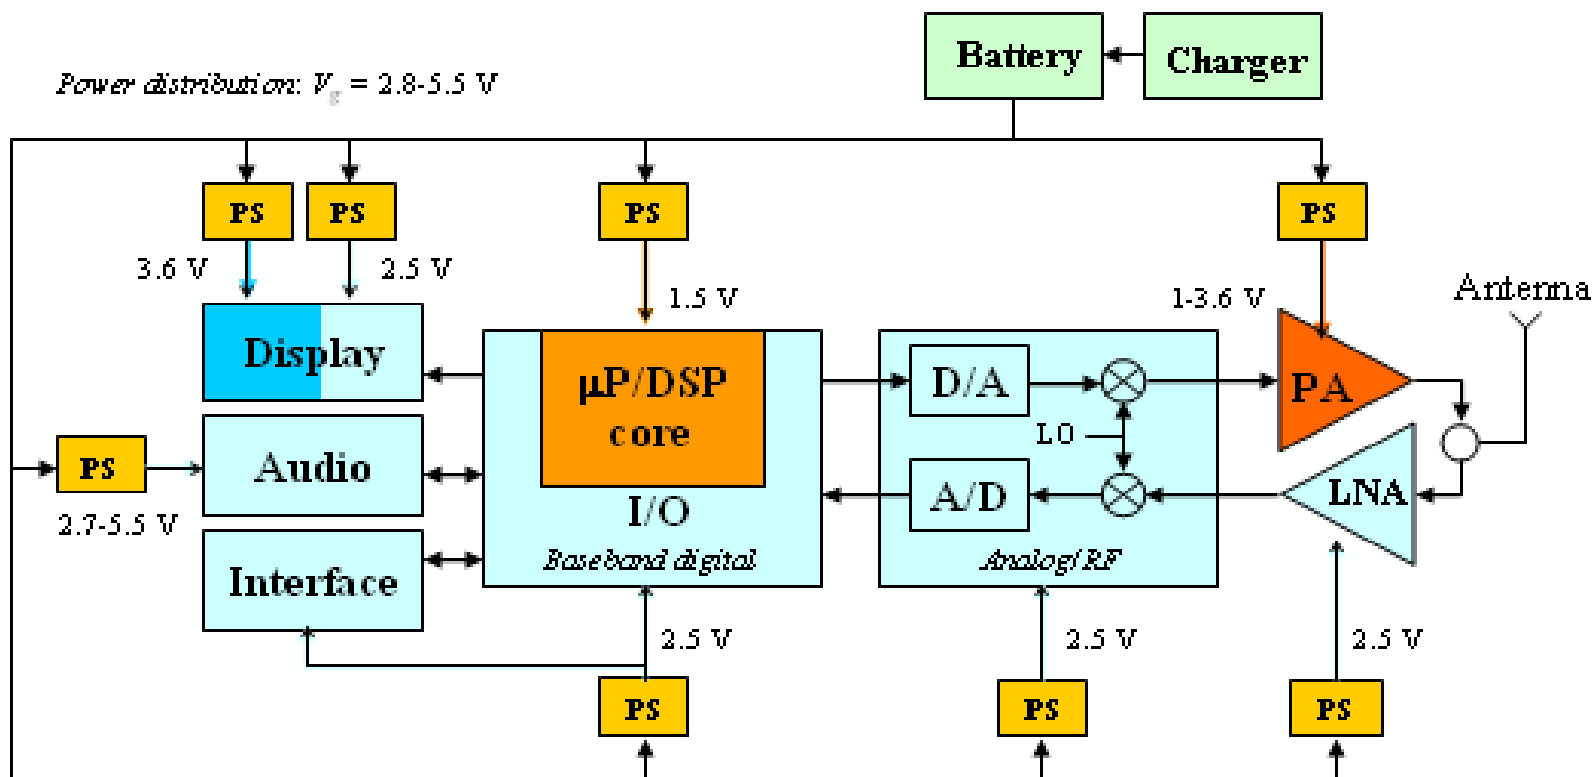 Battery
Charger
Power distribution: Vg = 2.8-5.5 V
PS
PS
PS
PS
3.6 V
2.5 V
1.5 V
1-3.6 V
Antenna
Display
μP/DSP
core
D/A
PA
LO
PS
Audio
A/D
LNA
2.7-5.5 V
I/O
Interface
Baseband digital
Analog/RF
2.5 V
2.5 V
2.5 V
PS
PS
PS